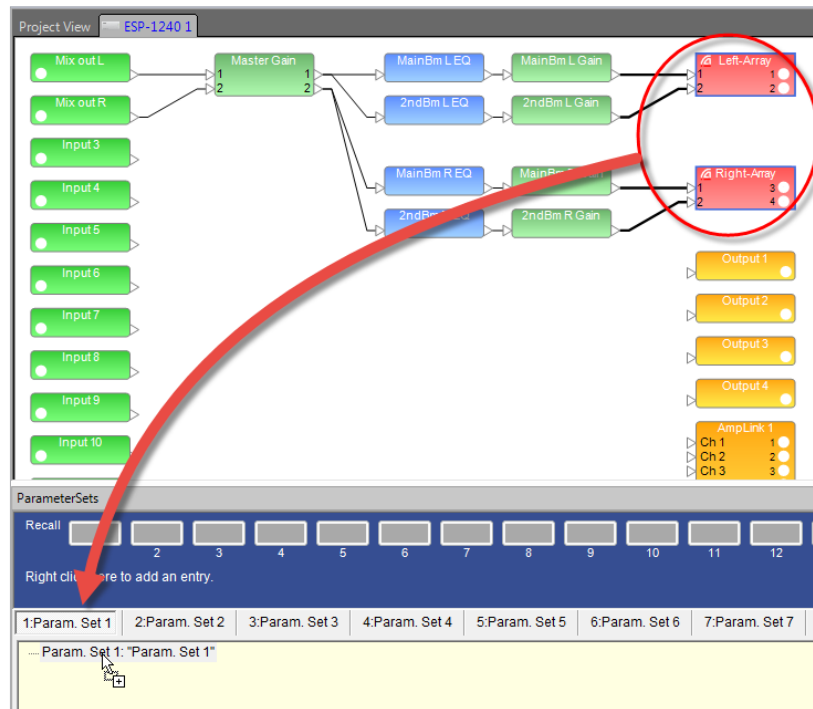 Project View ESP-1240 1
Mix out L
Mix out R
Input 3
Input 4
Input 5
Input 6
Input 7
Input 8
Input 9
Input 10
Master Gain
1 1
2 2
MainBm L EQ
2ndBm L EQ
MainBm R EQ
2ndBm
EQ
MainBm L Gain
2ndBm L Gain
MainBm
Gain
2ndBm R Gain
Left-Array
1 1
2 2
Right-Array
1 3
2 4
Output 1
Output 2
Output 3
Output 4
AmpLink 1
Ch 1 1
Ch 2 2
Ch 3 3
ParameterSets
Recall
2 3 4 5 6 7 8 9 10 11 12
Right click here to add an entry.
1:Param. Set 1 2:Param. Set 2 3:Param. Set 3 4:Param. Set 4 5:Param. Set 5 6:Param. Set 6 7:Param. Set 7
Param. Set 1: "Param. Set 1"